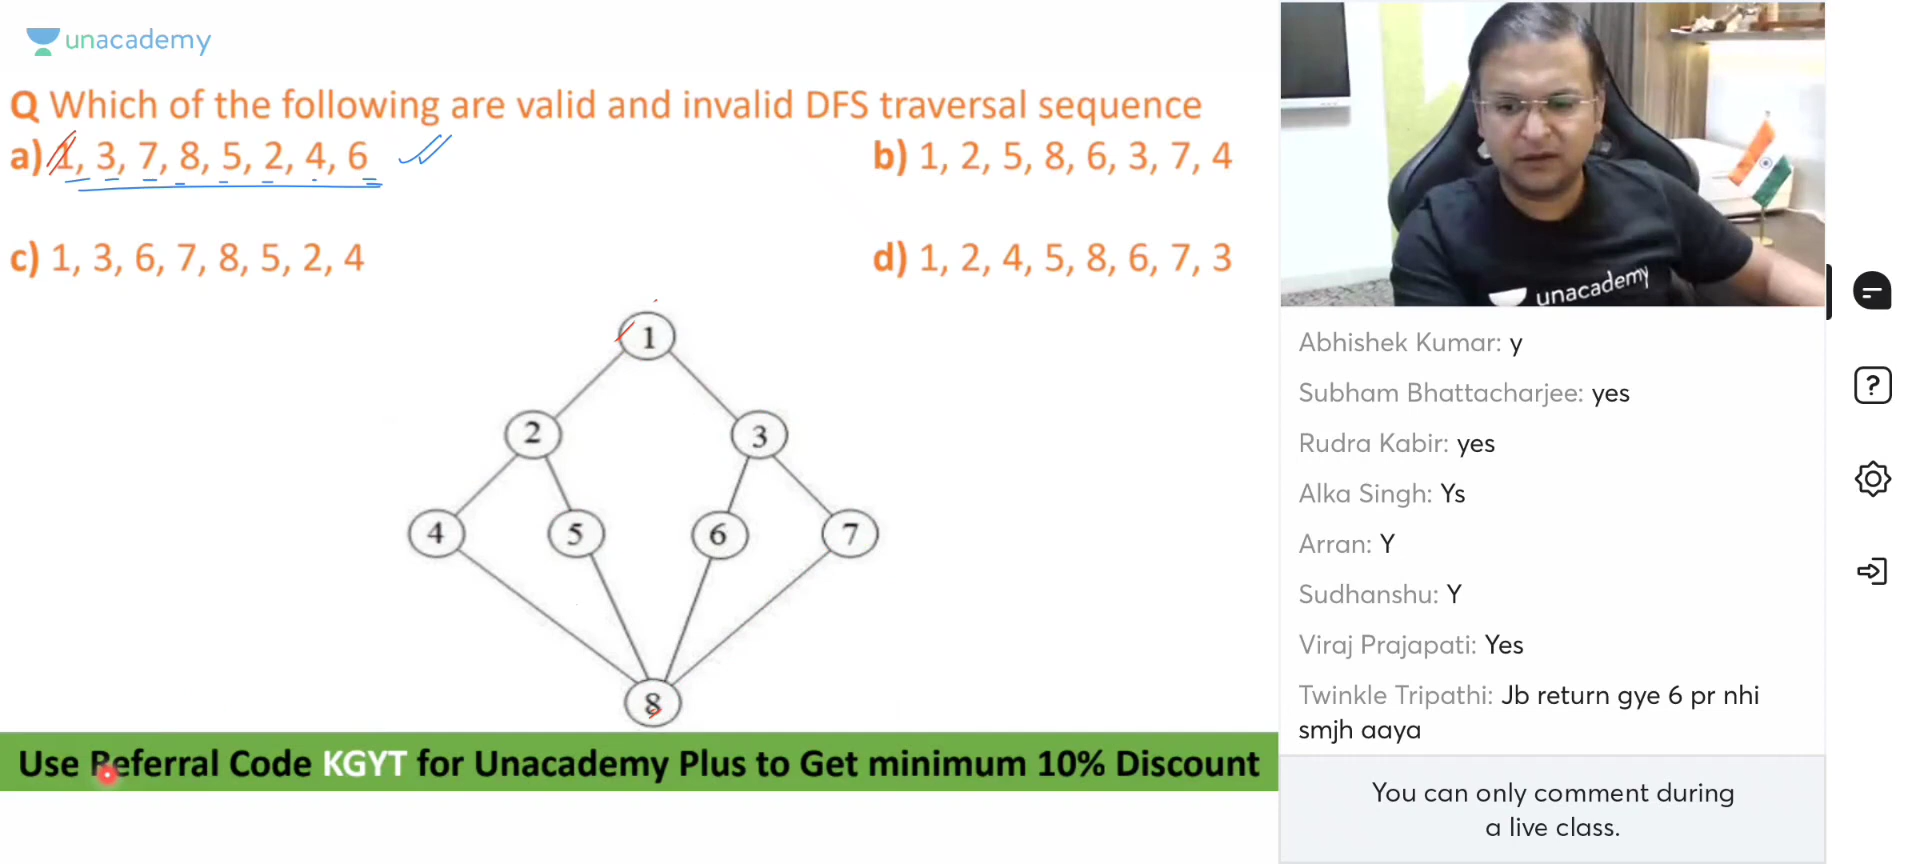 unacademy
Q Which of the following are valid and invalid DFS traversal sequence
a) 1, 3, 7, 8, 5, 2, 4, 6
b) 1, 2, 5, 8, 6, 3, 7, 4
c) 1, 3, 6, 7, 8, 5, 2, 4
d) 1, 2, 4, 5, 8, 6, 7, 3
1
2
3
4
5
6
7
8
Use Referral Code KGYT for Unacademy Plus to Get minimum 10% Discount
unacademy
Abhishek Kumar: y
Subham Bhattacharjee: yes
Rudra Kabir: yes
Alka Singh: Ys
Arran: Y
Sudhanshu: Y
Viraj Prajapati: Yes
Twinkle Tripathi: Jb return gye 6 pr nhi
smjh aaya
You can only comment during
a live class.
?